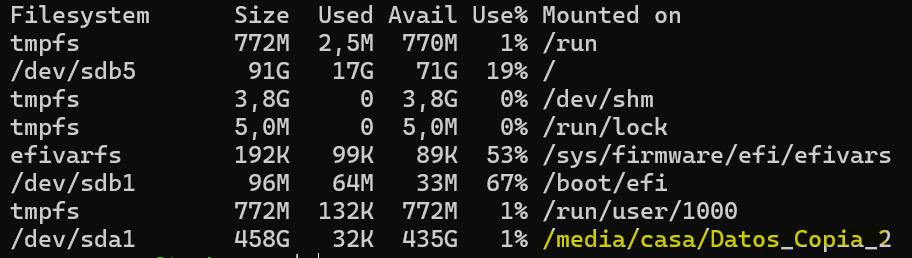 Filesystem Size Used Avail Use% Mounted on
tmpfs 772M 2,5M 770M 1% /run
/dev/sdb5 91G 17G 71G 19% /
tmpfs 3,8G 0 3,8G 0% /dev/shm
tmpfs 5,0M 0 5,0M 0% /run/lock
efivarfs 192K 99K 89K 53% /sys/firmware/efi/efivars
/dev/sdb1 96M 64M 33M 67% /boot/efi
tmpfs 772M 132K 772M 1% /run/user/1000
/dev/sda1 458G 32K 435G 1% /media/casa/Datos_Copia_2